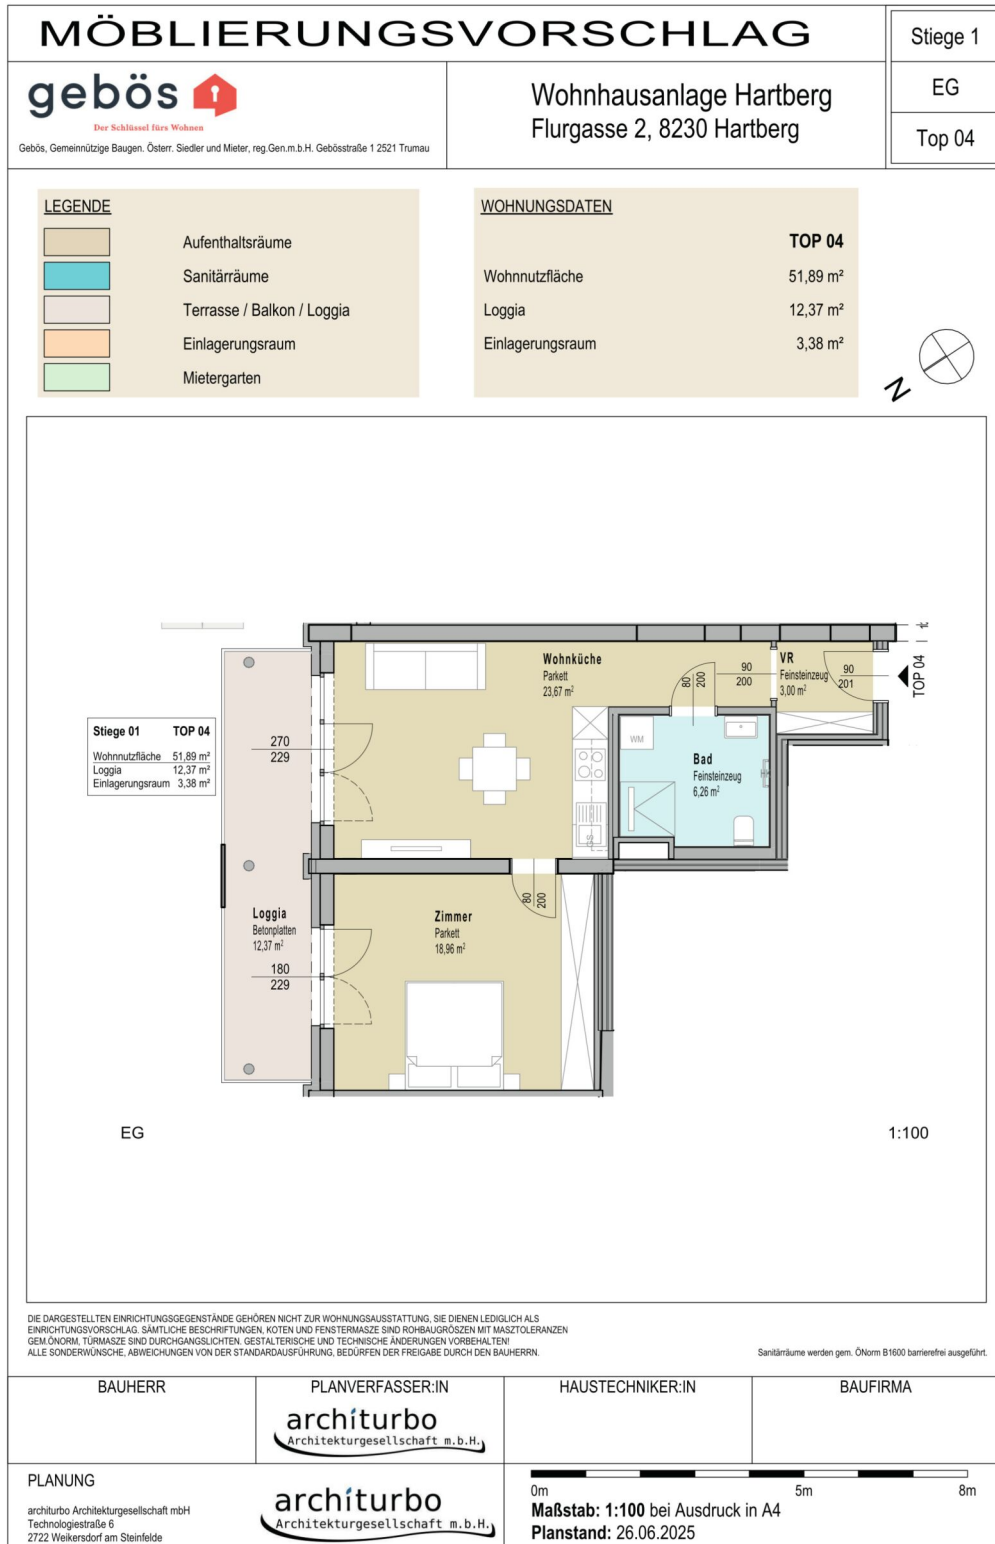 MÖBLIERUNGSVORSCHLAG
Stiege 1
EG
Top 04
gebös
Der Schlüssel fürs Wohnen
Gebös, Gemeinnützige Baugen. Österr. Siedler und Mieter, reg.Gen.m.b.H. Gebösstraße 1 2521 Trumau
Wohnhausanlage Hartberg
Flurgasse 2, 8230 Hartberg
LEGENDE
Aufenthaltsräume
Sanitärräume
Terrasse / Balkon / Loggia
Einlagerungsraum
Mietergarten
WOHNUNGSDATEN
TOP 04
Wohnnutzfläche 51,89 m²
Loggia 12,37 m²
Einlagerungsraum 3,38 m²
N
Stiege 01 TOP 04
Wohnnutzfläche 51,89 m²
Loggia 12,37 m²
Einlagerungsraum 3,38 m²
Wohnküche
Parkett
23,67 m²
VR
Feinsteinzeug
3,00 m²
90
200
90
201
80
200
TOP 04
270
229
WM
Bad
Feinsteinzeug
6,26 m²
GS
80
200
Loggia
Betonplatten
12,37 m²
Zimmer
Parkett
18,96 m²
180
229
EG
1:100
DIE DARGESTELLTEN EINRICHTUNGSGEGENSTÄNDE GEHÖREN NICHT ZUR WOHNUNGSAUSSTATTUNG, SIE DIENEN LEDIGLICH ALS
EINRICHTUNGSVORSCHLAG. SÄMTLICHE BESCHRIFTUNGEN, KOTEN UND FENSTERMASZE SIND ROHBAUGRÖSZEN MIT MASZTOLERANZEN
GEM.ÖNORM, TÜRMASZE SIND DURCHGANGSLICHTEN. GESTALTERISCHE UND TECHNISCHE ÄNDERUNGEN VORBEHALTEN!
ALLE SONDERWÜNSCHE, ABWEICHUNGEN VON DER STANDARDAUSFÜHRUNG, BEDÜRFEN DER FREIGABE DURCH DEN BAUHERRN.
Sanitärräume werden gem. ÖNorm B1600 barrierefrei ausgeführt.
BAUHERR
PLANVERFASSER:IN
HAUSTECHNIKER:IN
BAUFIRMA
architurbo
Architekturgesellschaft m.b.H.
PLANUNG
architurbo Architekturgesellschaft mbH
Technologiestraße 6
2722 Weikersdorf am Steinfelde
architurbo
Architekturgesellschaft m.b.H.
0m 5m 8m
Maßstab: 1:100 bei Ausdruck in A4
Planstand: 26.06.2025